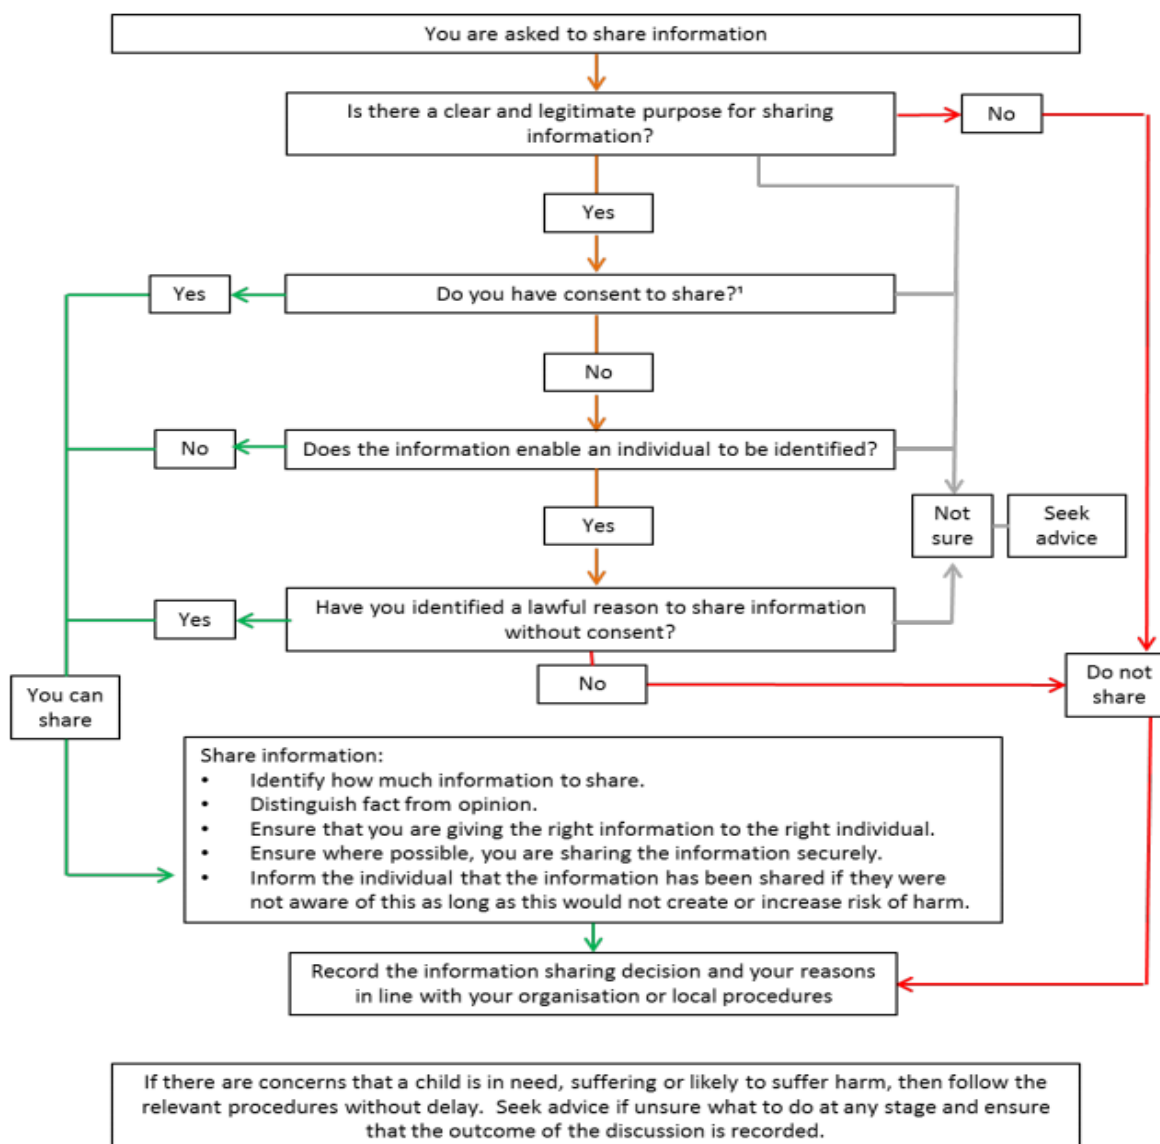 You are asked to share information
Is there a clear and legitimate purpose for sharing
information?
No
Yes
Do you have consent to share?¹
Yes
No
Does the information enable an individual to be identified?
No
Yes
Not
sure
Seek
advice
Have you identified a lawful reason to share information
without consent?
Yes
No
You can
share
Do not
share
Share information:
• Identify how much information to share.
• Distinguish fact from opinion.
• Ensure that you are giving the right information to the right individual.
• Ensure where possible, you are sharing the information securely.
• Inform the individual that the information has been shared if they were
not aware of this as long as this would not create or increase risk of harm.
Record the information sharing decision and your reasons
in line with your organisation or local procedures
If there are concerns that a child is in need, suffering or likely to suffer harm, then follow the
relevant procedures without delay. Seek advice if unsure what to do at any stage and ensure
that the outcome of the discussion is recorded.